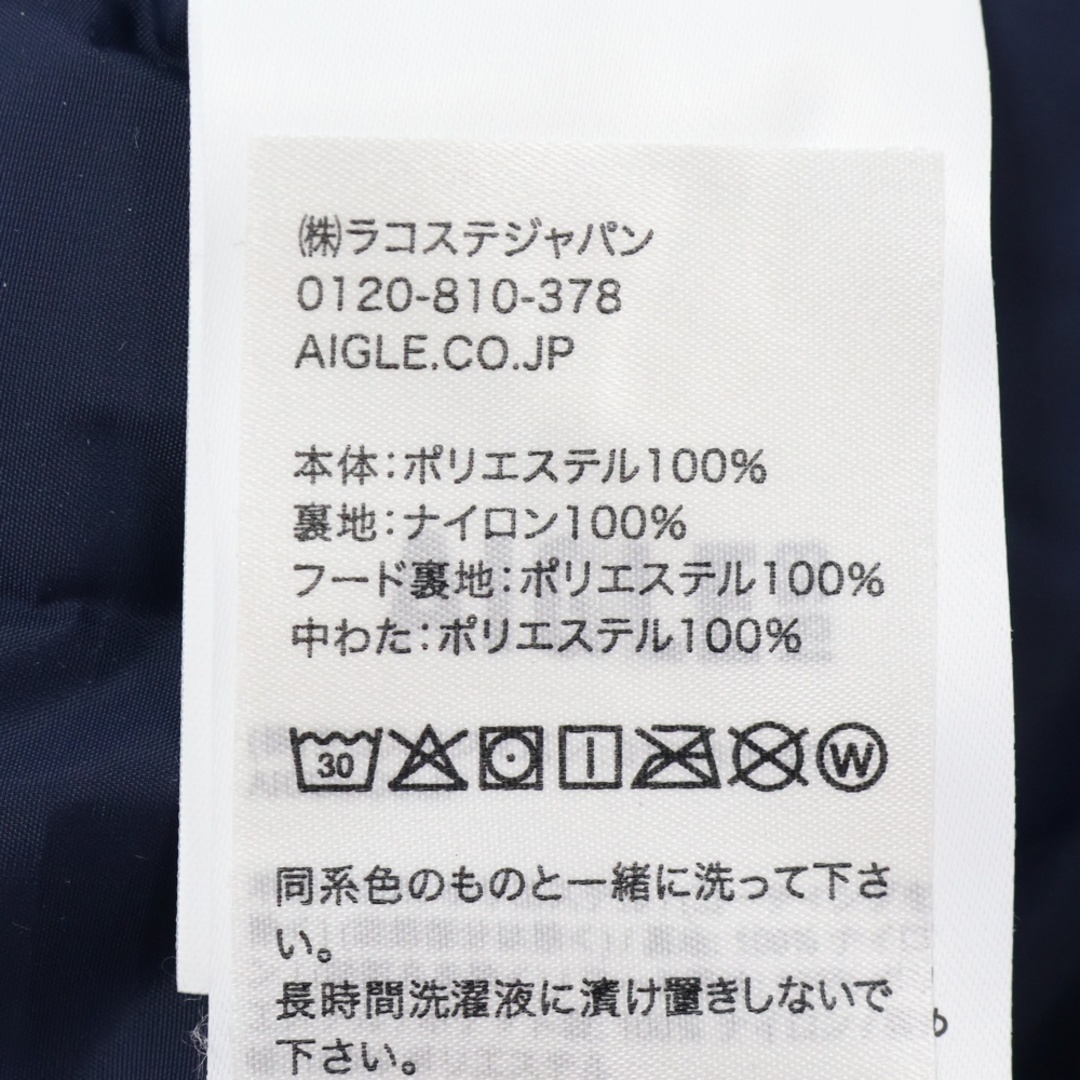 ㈱ラコステジャパン
0120-810-378
AIGLE.CO.JP
本体:ポリエステル100%
裏地:ナイロン100%
フード裏地:ポリエステル100%
中わた:ポリエステル100%
30
W
同系色のものと一緒に洗って下さ
い。
長時間洗濯液に漬け置きしないで
下さい。